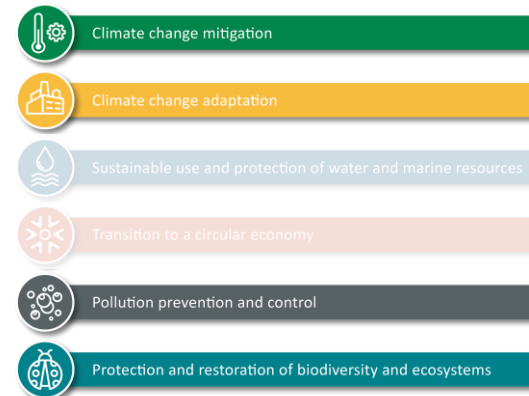 Climate change mitigation
Climate change adaptation
Sustainable use and protection of water and marine resources
Transition to a circular economy
Pollution prevention and control
Protection and restoration of biodiversity and ecosystems